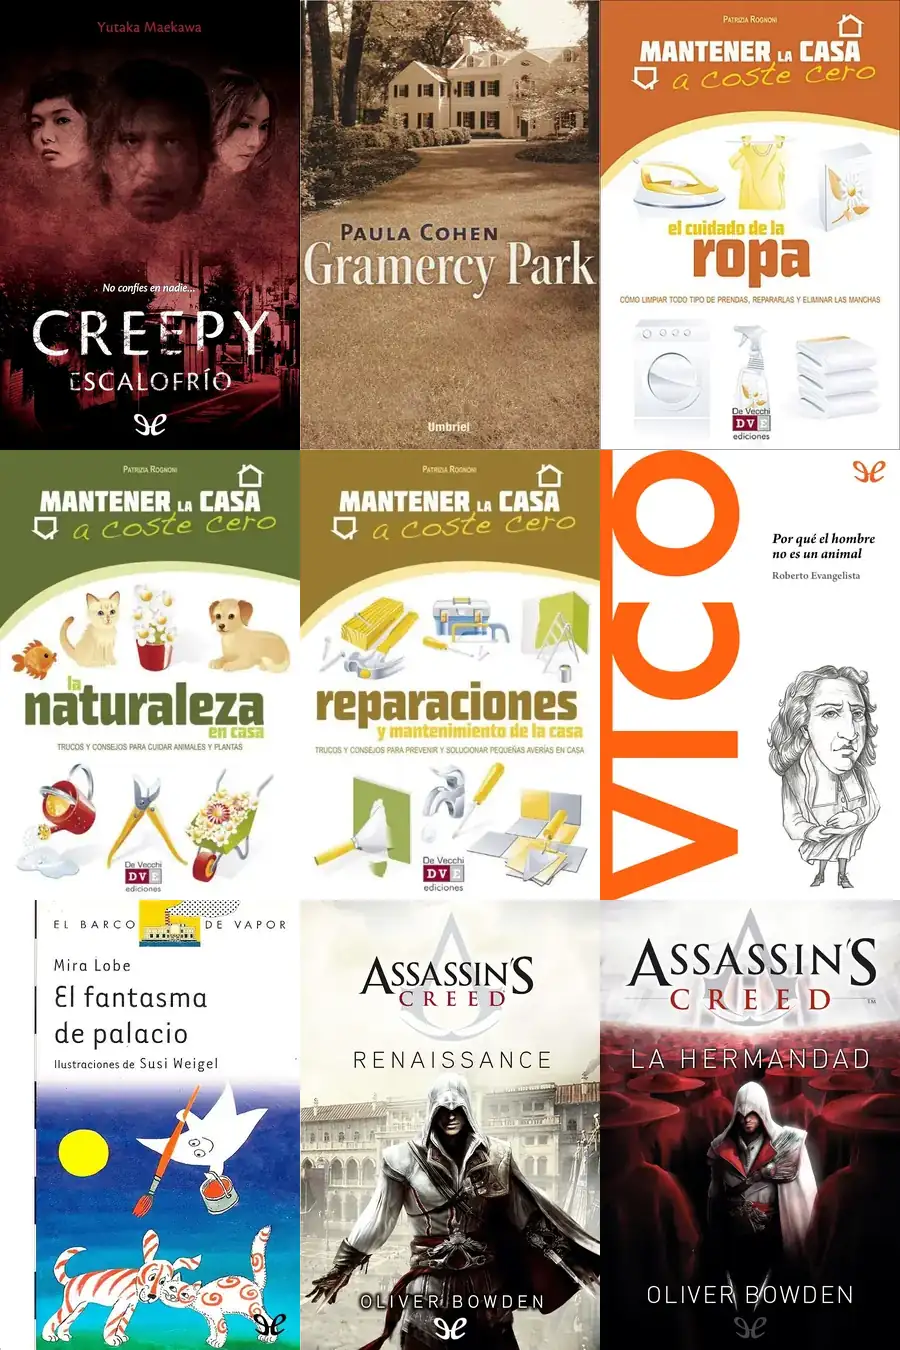 Yutaka Maekawa
No confíes en nadie...
CREEPY
ESCALOFRÍO
PAULA COHEN
Gramercy Park
Umbriel
PATRIZIA ROGNONI
MANTENER LA CASA
a coste cero
el cuidado de la
ropa
CÓMO LIMPIAR TODO TIPO DE PRENDAS, REPARARLAS Y ELIMINAR LAS MANCHAS
De Vecchi
DVE
ediciones
PATRIZIA ROGNONI
MANTENER LA CASA
a coste cero
la
naturaleza
en casa
TRUCOS Y CONSEJOS PARA CUIDAR ANIMALES Y PLANTAS
De Vecchi
DVE
ediciones
PATRIZIA ROGNONI
MANTENER LA CASA
a coste cero
reparaciones
y mantenimiento de la casa
TRUCOS Y CONSEJOS PARA PREVENIR Y SOLUCIONAR PEQUEÑAS AVERÍAS EN CASA
De Vecchi
DVE
ediciones
VICO
Por qué el hombre
no es un animal
Roberto Evangelista
EL BARCO DE VAPOR
Mira Lobe
El fantasma
de palacio
Ilustraciones de Susi Weigel
ASSASSIN'S
CREED
RENAISSANCE
OLIVER BOWDEN
ASSASSIN'S
CREED
TM
LA HERMANDAD
OLIVER BOWDEN